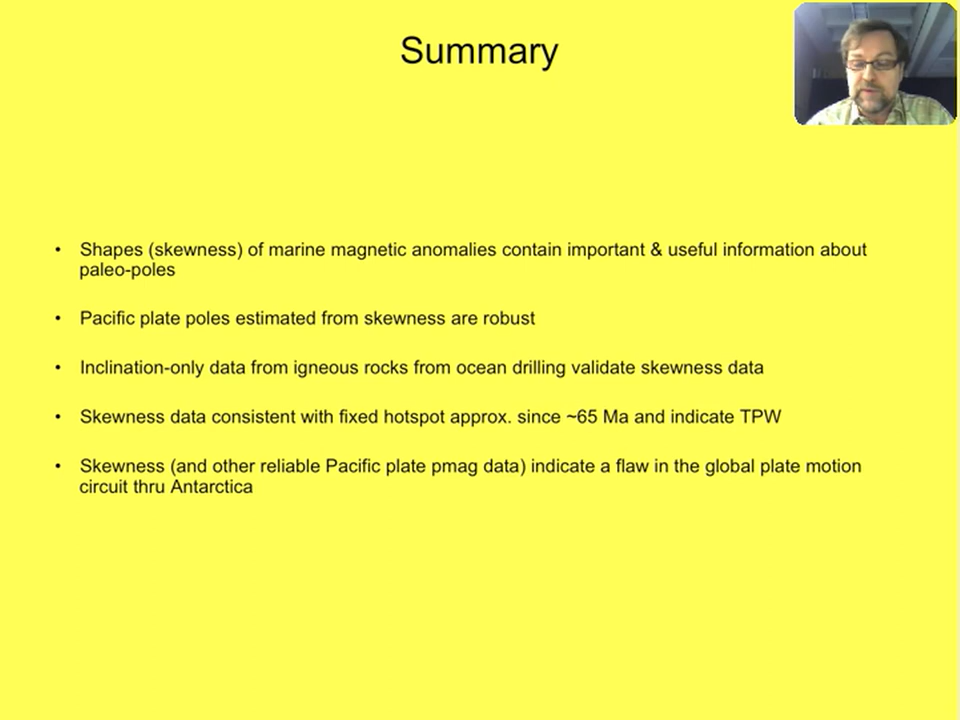 Summary
• Shapes (skewness) of marine magnetic anomalies contain important & useful information about
paleo-poles
• Pacific plate poles estimated from skewness are robust
• Inclination-only data from igneous rocks from ocean drilling validate skewness data
• Skewness data consistent with fixed hotspot approx. since ~65 Ma and indicate TPW
• Skewness (and other reliable Pacific plate pmag data) indicate a flaw in the global plate motion
circuit thru Antarctica